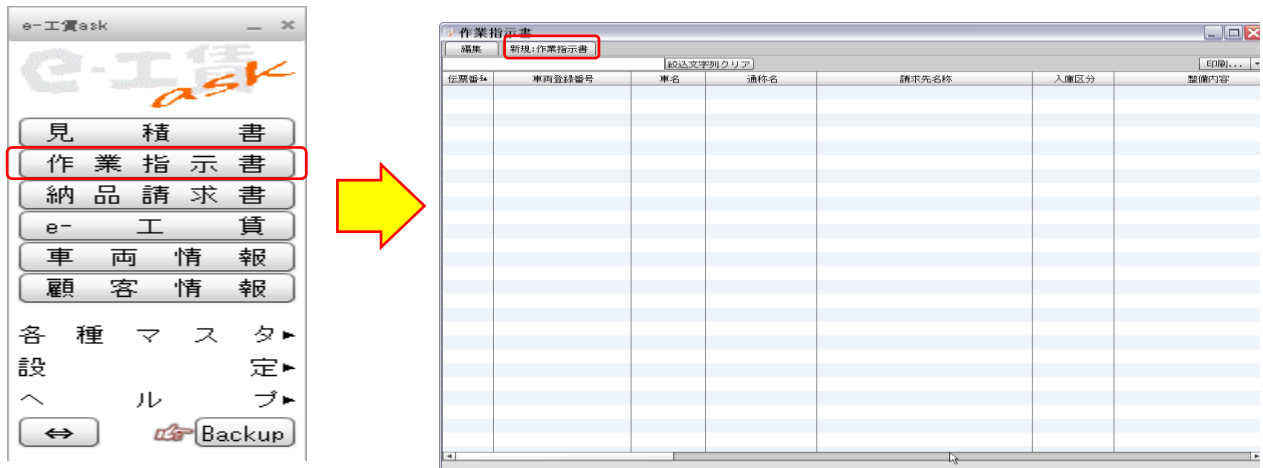 e-工賃ask
e-工賃
ask
見積書
作業指示書
納品請求書
e-工賃
車両情報
顧客情報
各種マスタ
設定
ヘルプ
⇔
Backup
作業指示書
編集 新規:作業指示書
絞込文字列クリア 印刷...
伝票番 車両登録番号 車名 通称名 請求先名称 入庫区分 整備内容